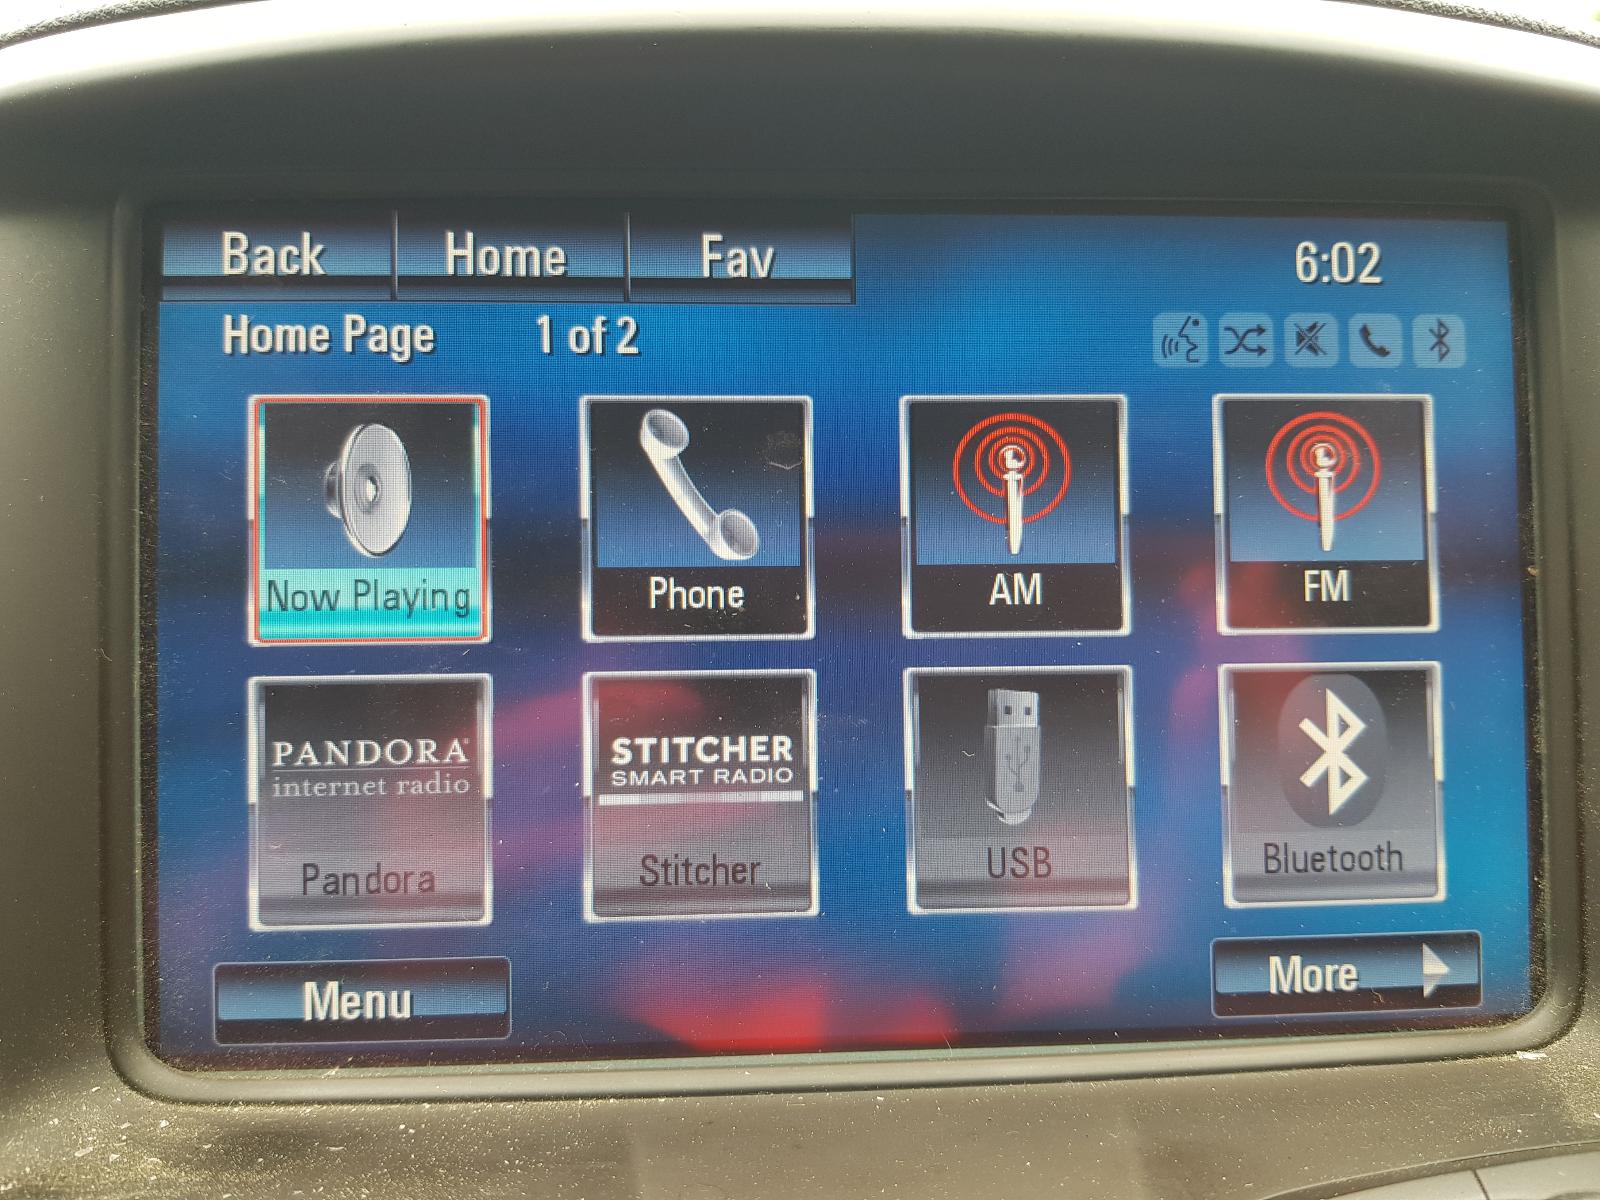 Back Home Fav 6:02
Home Page 1 of 2
Now Playing
Phone
AM
FM
PANDORA
internet radio
Pandora
STITCHER
SMART RADIO
Stitcher
USB
Bluetooth
Menu
More